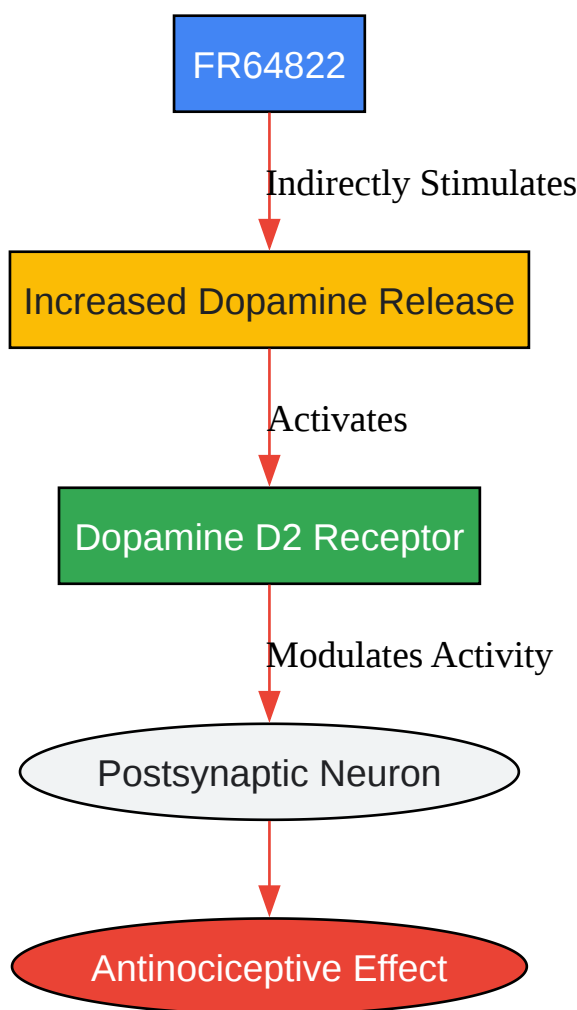 FR64822
Indirectly Stimulates
Increased Dopamine Release
Activates
Dopamine D2 Receptor
Modulates Activity
Postsynaptic Neuron
Antinociceptive Effect